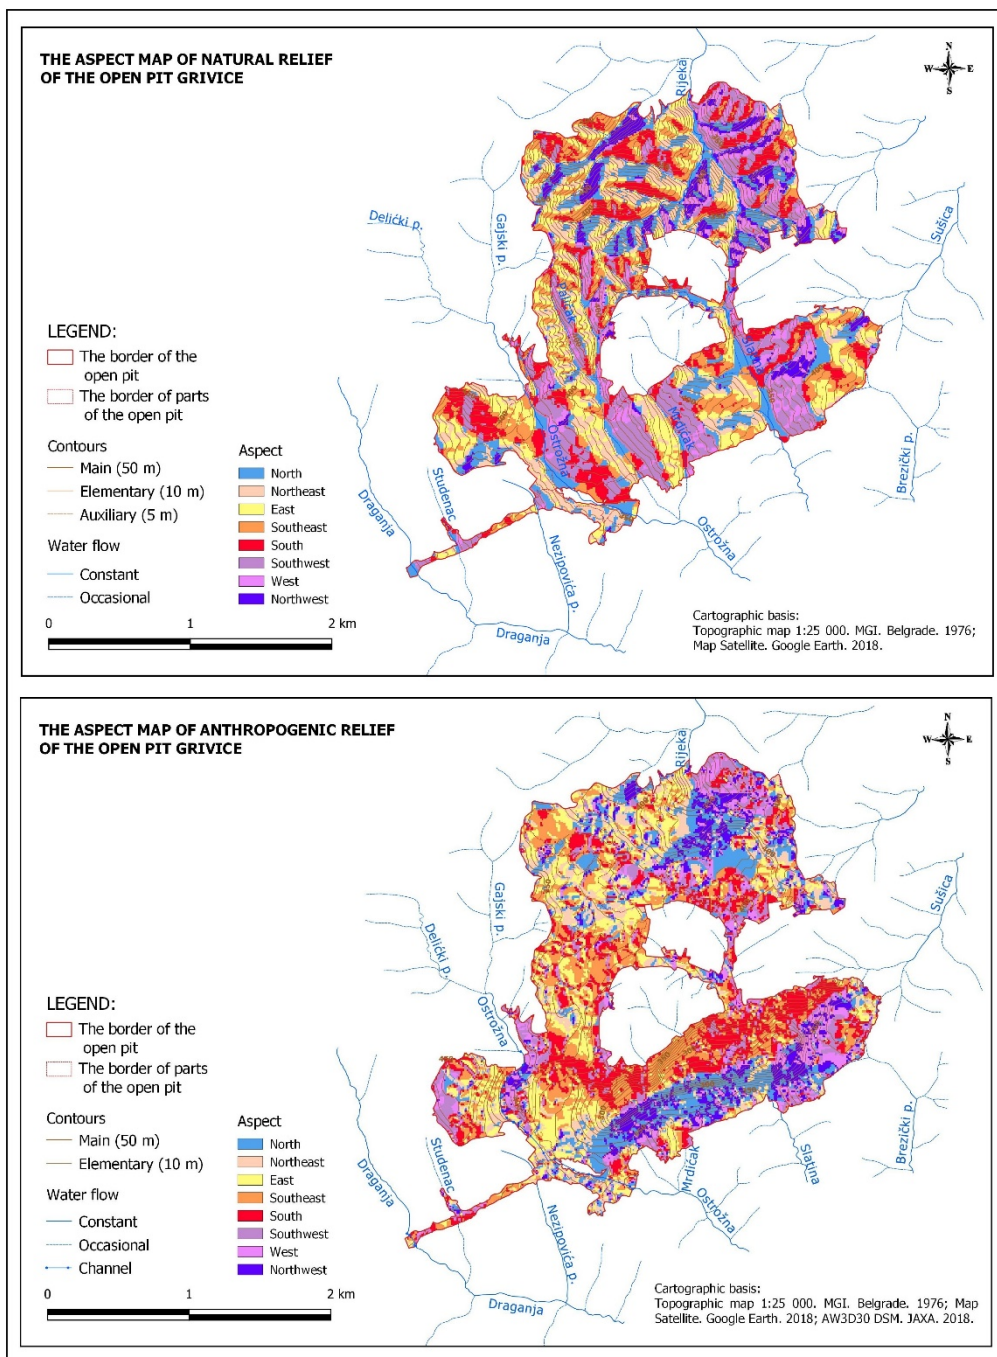 THE ASPECT MAP OF NATURAL RELIEF
OF THE OPEN PIT GRIVICE
N
W E
S
Rijeka
Delićki p.
Gajski p.
Sušica
LEGEND:
The border of the
open pit
The border of parts
of the open pit
Contours
Main (50 m)
Elementary (10 m)
Auxiliary (5 m)
Water flow
Constant
Occasional
Aspect
North
Northeast
East
Southeast
South
Southwest
West
Northwest
Ostrožna
Mrdićak
Brezički p.
Studenac
Draganja
Nezipovića p.
Ostrožna
Draganja
0 1 2 km
Cartographic basis:
Topographic map 1:25 000. MGI. Belgrade. 1976;
Map Satellite. Google Earth. 2018.
THE ASPECT MAP OF ANTHROPOGENIC RELIEF
OF THE OPEN PIT GRIVICE
N
W E
S
Rijeka
Gajski p.
Delićki p.
Sušica
Ostrožna
LEGEND:
The border of the
open pit
The border of parts
of the open pit
Contours
Main (50 m)
Elementary (10 m)
Water flow
Constant
Occasional
Channel
Aspect
North
Northeast
East
Southeast
South
Southwest
West
Northwest
Brezički p.
Studenac
Draganja
Mrdićak
Slatina
Ostrožna
Nezipovića p.
Draganja
0 1 2 km
Cartographic basis:
Topographic map 1:25 000. MGI. Belgrade. 1976; Map
Satellite. Google Earth. 2018; AW3D30 DSM. JAXA. 2018.